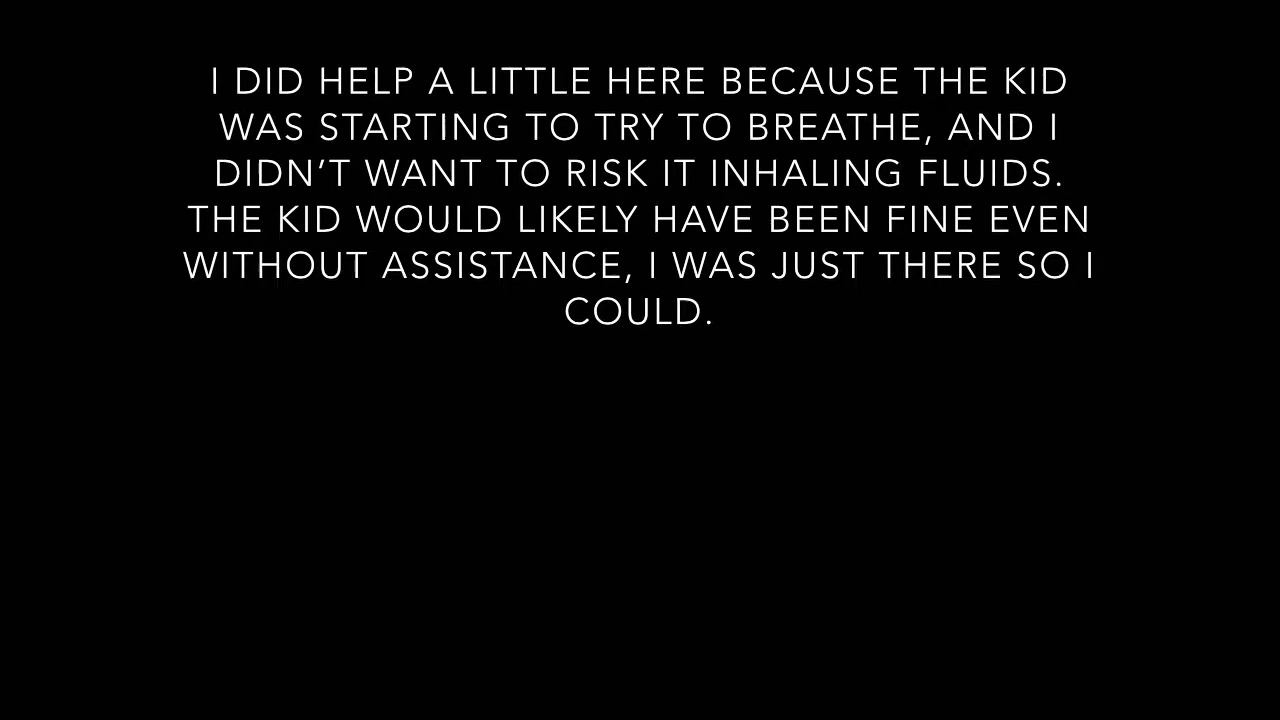 I DID HELP A LITTLE HERE BECAUSE THE KID
WAS STARTING TO TRY TO BREATHE, AND I
DIDN’T WANT TO RISK IT INHALING FLUIDS.
THE KID WOULD LIKELY HAVE BEEN FINE EVEN
WITHOUT ASSISTANCE, I WAS JUST THERE SO I
COULD.